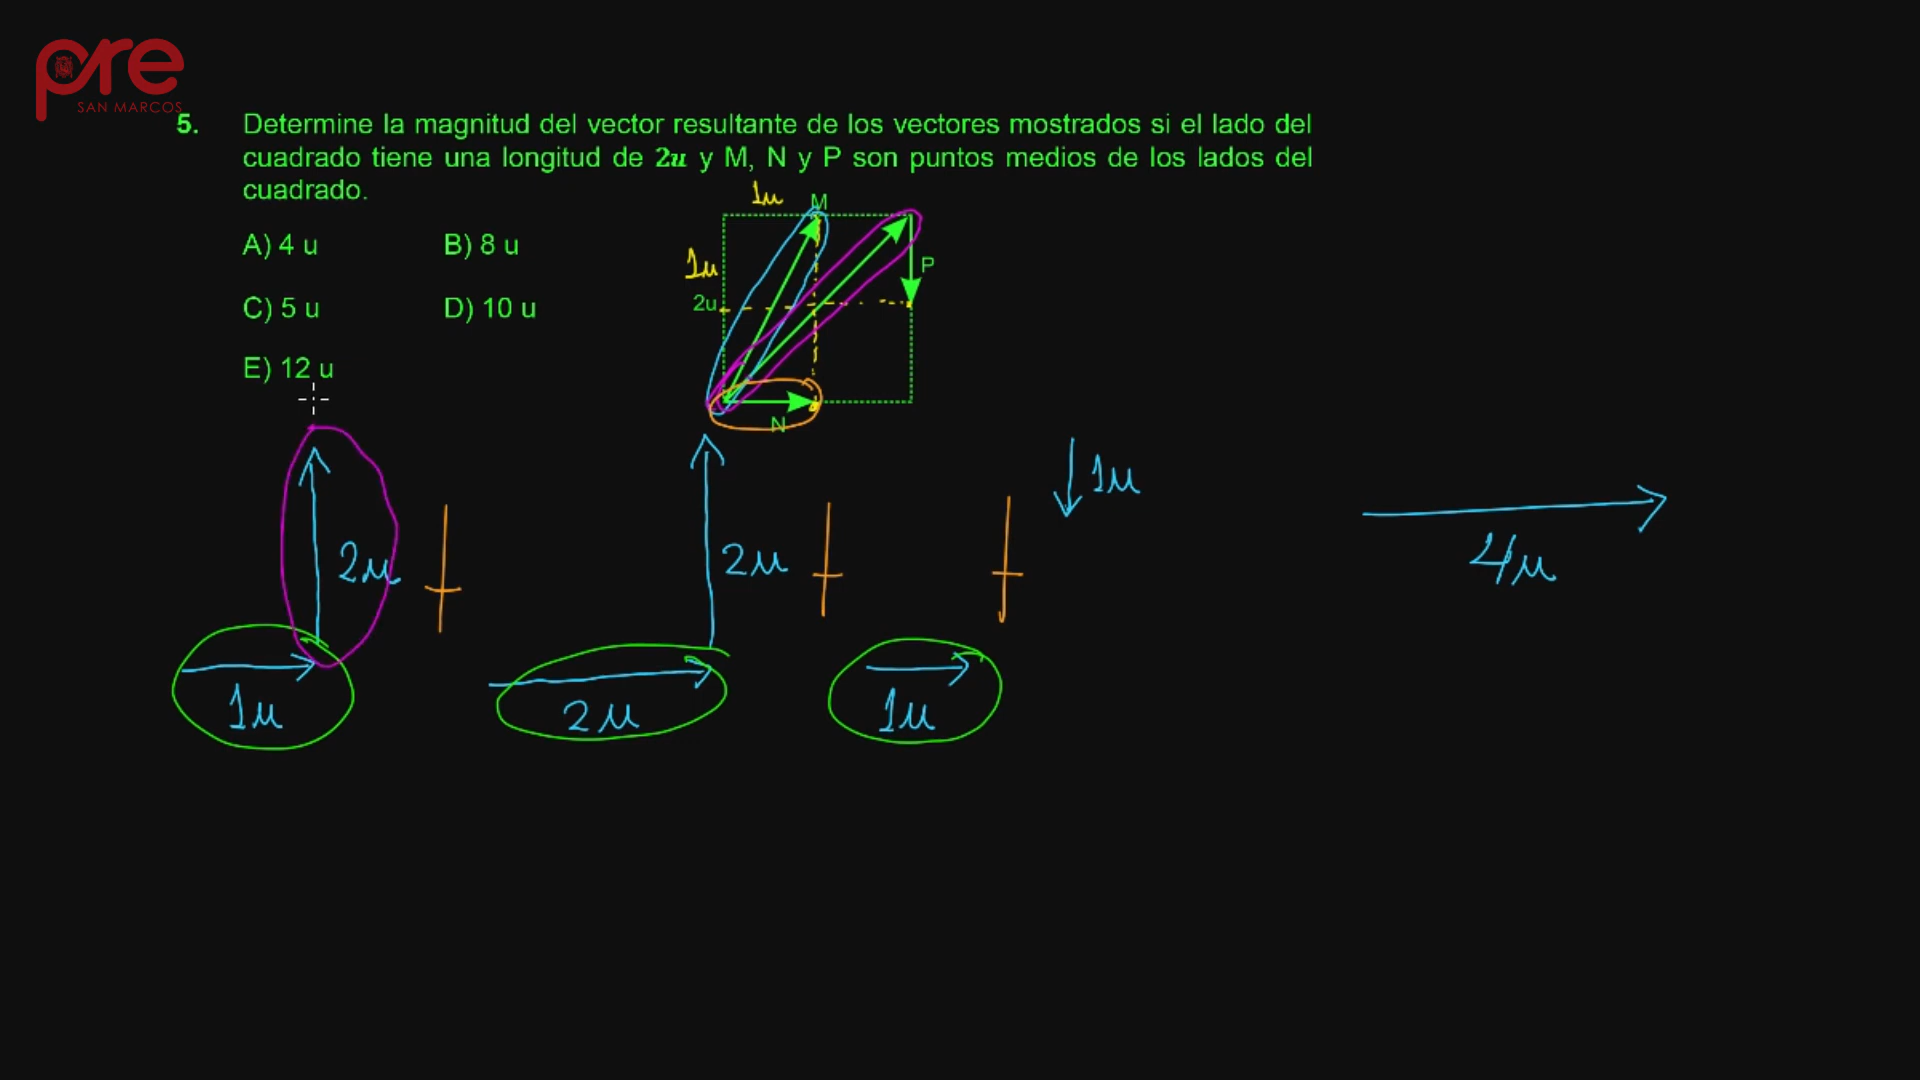 pre
SAN MARCOS
5. Determine la magnitud del vector resultante de los vectores mostrados si el lado del
cuadrado tiene una longitud de 2u y M, N y P son puntos medios de los lados del
cuadrado.
1u
M
A) 4 u B) 8 u
1u
P
C) 5 u D) 10 u
2u
E) 12 u
N
1u
2u
2u
4u
1u
2u
1u